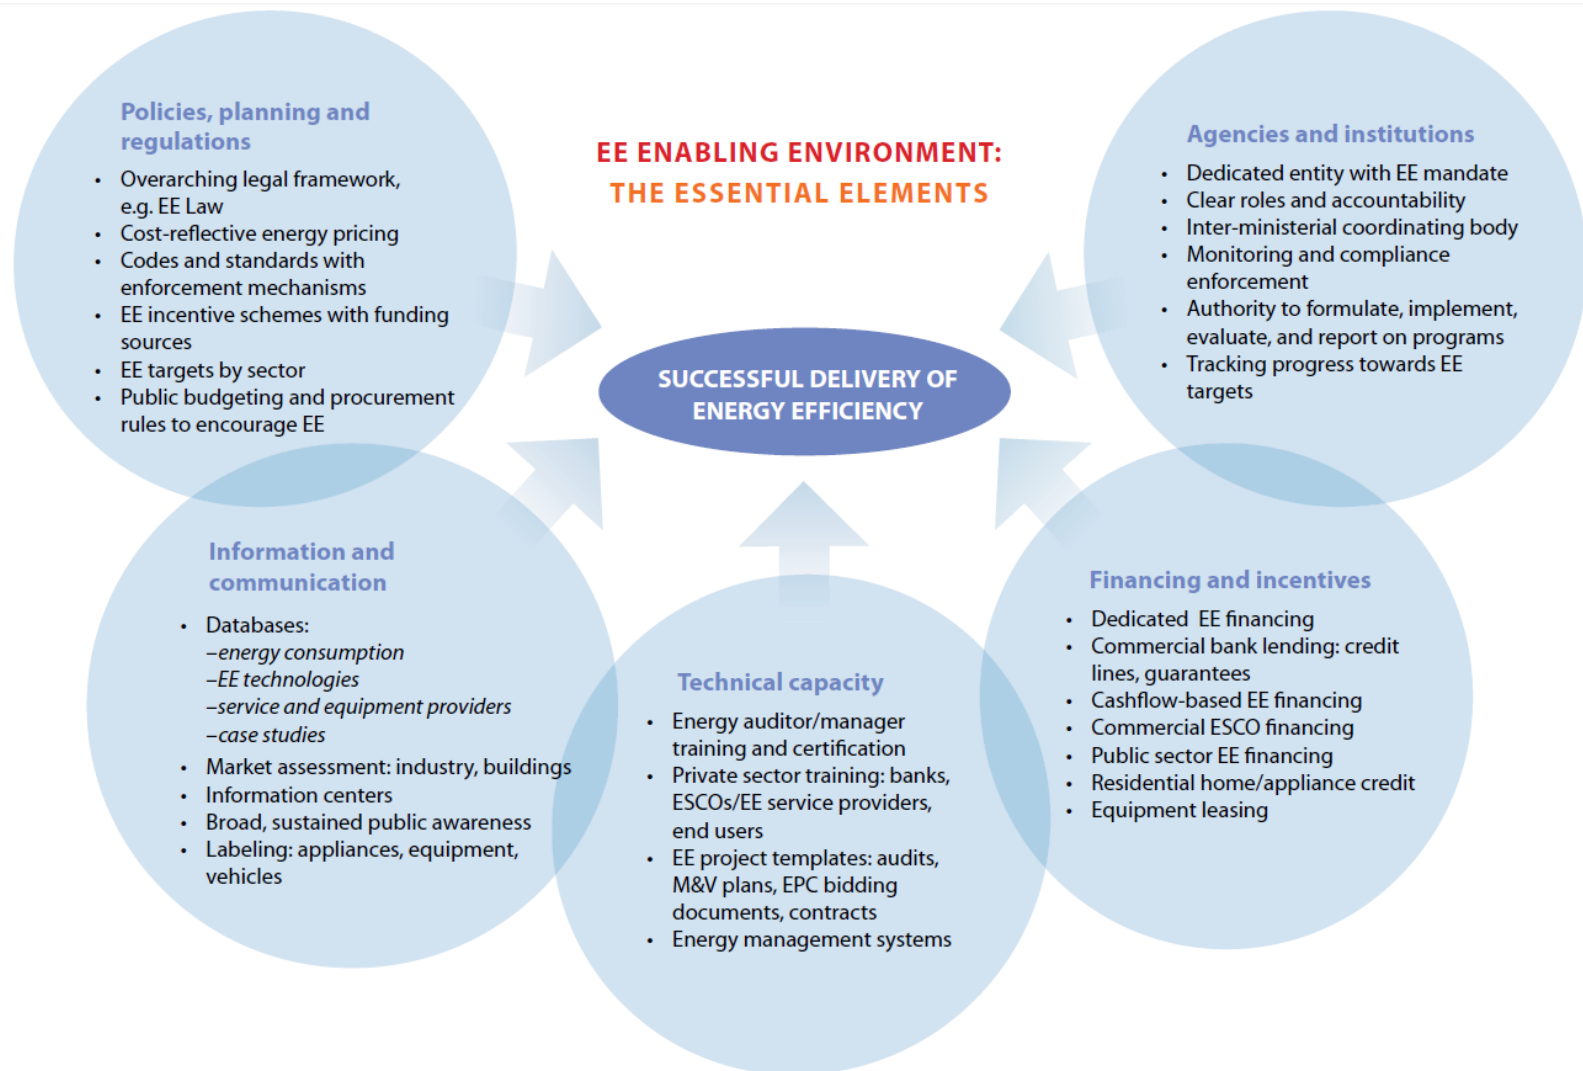 Policies, planning and
regulations
• Overarching legal framework,
e.g. EE Law
• Cost-reflective energy pricing
• Codes and standards with
enforcement mechanisms
• EE incentive schemes with funding
sources
• EE targets by sector
• Public budgeting and procurement
rules to encourage EE
EE ENABLING ENVIRONMENT:
THE ESSENTIAL ELEMENTS
Agencies and institutions
• Dedicated entity with EE mandate
• Clear roles and accountability
• Inter-ministerial coordinating body
• Monitoring and compliance
enforcement
• Authority to formulate, implement,
evaluate, and report on programs
• Tracking progress towards EE
targets
SUCCESSFUL DELIVERY OF
ENERGY EFFICIENCY
Information and
communication
• Databases:
–energy consumption
–EE technologies
–service and equipment providers
–case studies
• Market assessment: industry, buildings
• Information centers
• Broad, sustained public awareness
• Labeling: appliances, equipment,
vehicles
Technical capacity
• Energy auditor/manager
training and certification
• Private sector training: banks,
ESCOs/EE service providers,
end users
• EE project templates: audits,
M&V plans, EPC bidding
documents, contracts
• Energy management systems
Financing and incentives
• Dedicated EE financing
• Commercial bank lending: credit
lines, guarantees
• Cashflow-based EE financing
• Commercial ESCO financing
• Public sector EE financing
• Residential home/appliance credit
• Equipment leasing